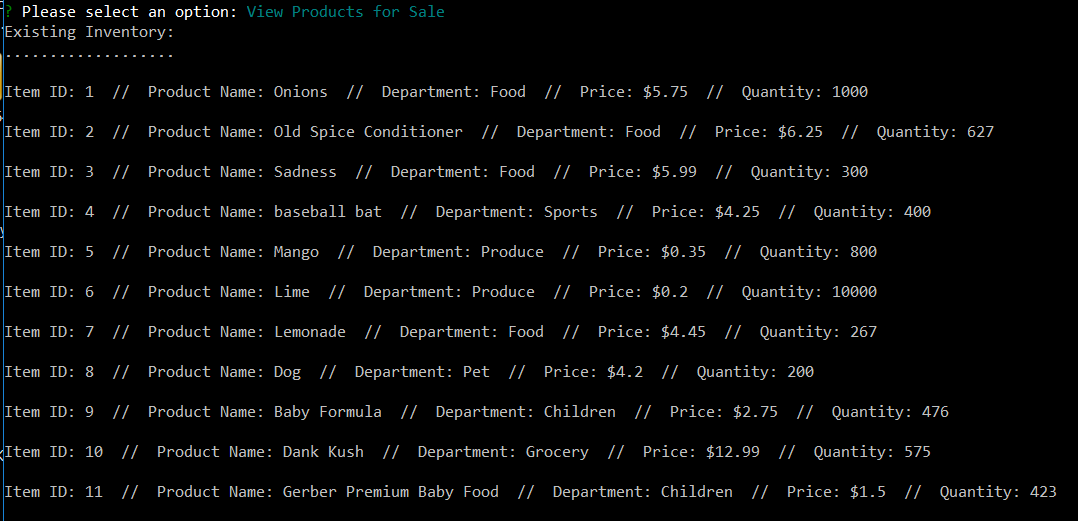 ? Please select an option: View Products for Sale
Existing Inventory:
...................
Item ID: 1  //  Product Name: Onions  //  Department: Food  //  Price: $5.75  //  Quantity: 1000
Item ID: 2  //  Product Name: Old Spice Conditioner  //  Department: Food  //  Price: $6.25  //  Quantity: 627
Item ID: 3  //  Product Name: Sadness  //  Department: Food  //  Price: $5.99  //  Quantity: 300
Item ID: 4  //  Product Name: baseball bat  //  Department: Sports  //  Price: $4.25  //  Quantity: 400
Item ID: 5  //  Product Name: Mango  //  Department: Produce  //  Price: $0.35  //  Quantity: 800
Item ID: 6  //  Product Name: Lime  //  Department: Produce  //  Price: $0.2  //  Quantity: 10000
Item ID: 7  //  Product Name: Lemonade  //  Department: Food  //  Price: $4.45  //  Quantity: 267
Item ID: 8  //  Product Name: Dog  //  Department: Pet  //  Price: $4.2  //  Quantity: 200
Item ID: 9  //  Product Name: Baby Formula  //  Department: Children  //  Price: $2.75  //  Quantity: 476
Item ID: 10  //  Product Name: Dank Kush  //  Department: Grocery  //  Price: $12.99  //  Quantity: 575
Item ID: 11  //  Product Name: Gerber Premium Baby Food  //  Department: Children  //  Price: $1.5  //  Quantity: 423